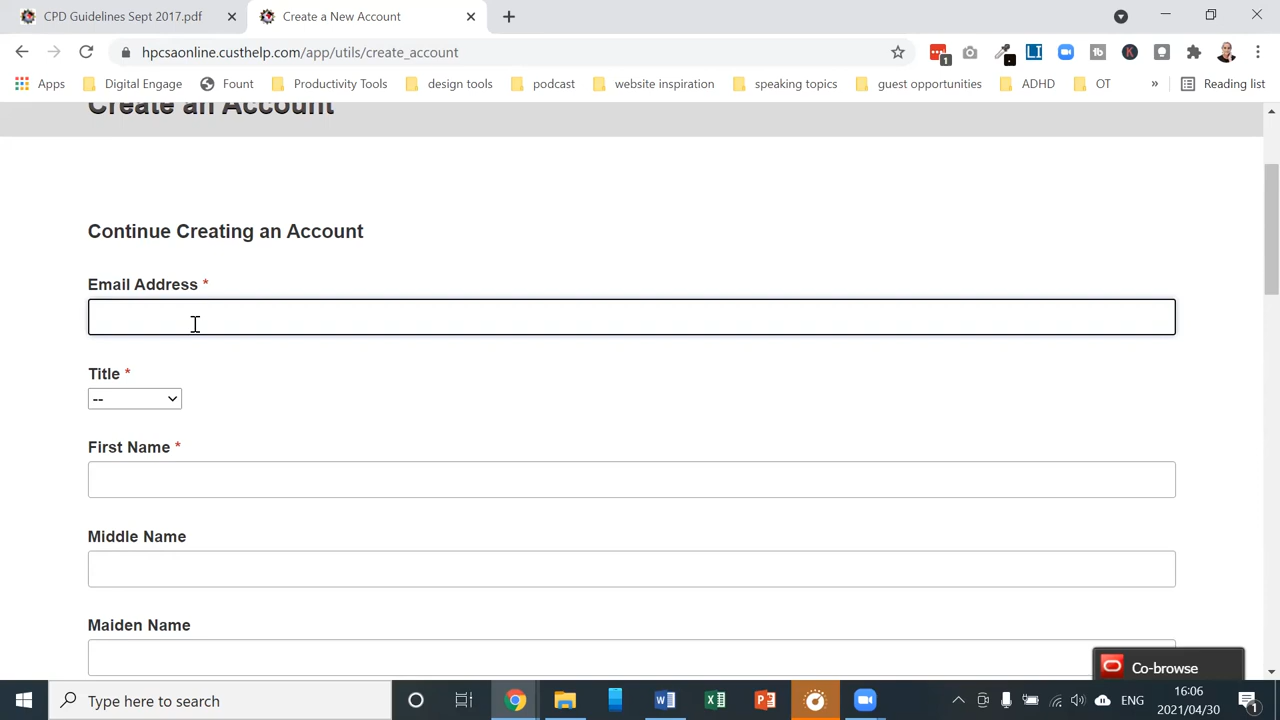 CPD Guidelines Sept 2017.pdf
Create a New Account
hpcsaonline.custhelp.com/app/utils/create_account
1
tb
K
Apps
Digital Engage
Fount
Productivity Tools
design tools
podcast
website inspiration
speaking topics
guest opportunities
ADHD
OT
»
Reading list
Create an Account
Continue Creating an Account
Email Address *
Title *
--
First Name *
Middle Name
Maiden Name
Co-browse
Type here to search
ENG
16:06
2021/04/30
1